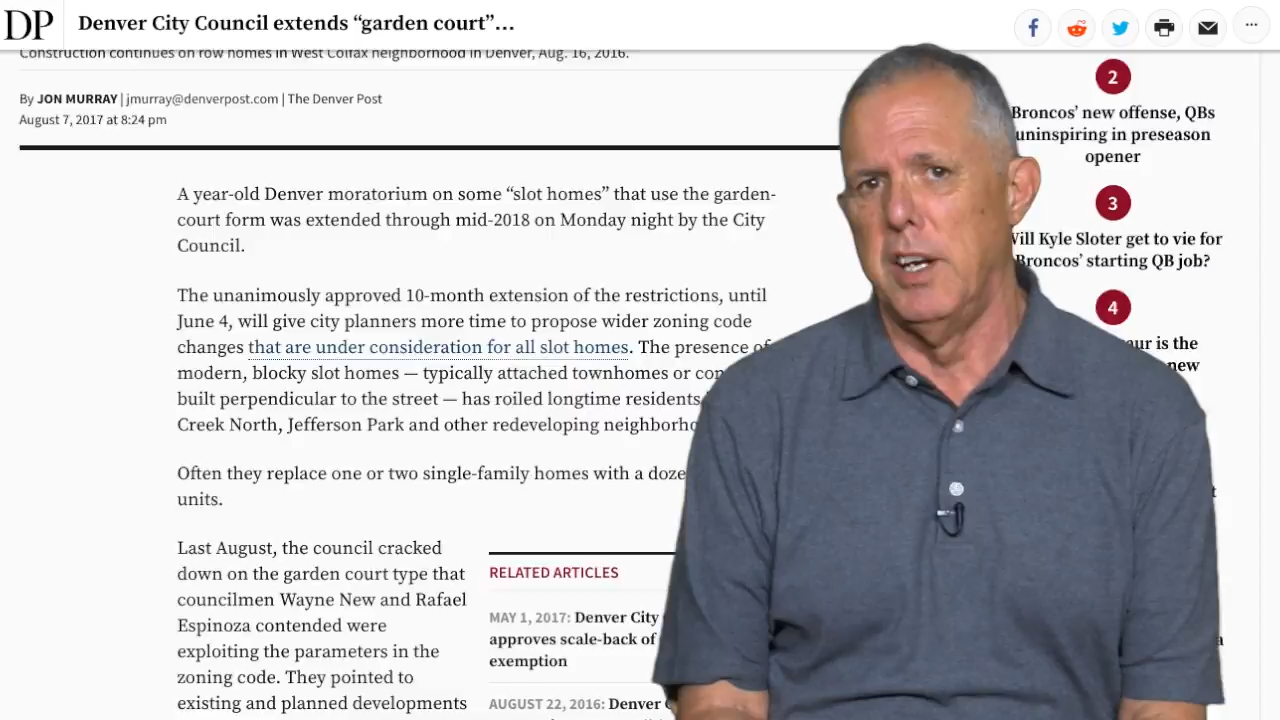 DP
Denver City Council extends “garden court”…
Construction continues on row homes in West Colfax neighborhood in Denver, Aug. 16, 2016.
By JON MURRAY | jmurray@denverpost.com | The Denver Post
August 7, 2017 at 8:24 pm
A year-old Denver moratorium on some “slot homes” that use the garden-
court form was extended through mid-2018 on Monday night by the City
Council.
The unanimously approved 10-month extension of the restrictions, until
June 4, will give city planners more time to propose wider zoning code
changes that are under consideration for all slot homes. The presence of
modern, blocky slot homes — typically attached townhomes or
built perpendicular to the street — has roiled longtime residents
Creek North, Jefferson Park and other redeveloping
Often they replace one or two single-family homes with a
units.
Last August, the council cracked
down on the garden court type that
councilmen Wayne New and Rafael
Espinoza contended were
exploiting the parameters in the
zoning code. They pointed to
existing and planned developments
RELATED ARTICLES
MAY 1, 2017: Denver City
approves scale-back of
exemption
AUGUST 22, 2016:
2
Broncos’ new offense, QBs
uninspiring in preseason
opener
3
Will Kyle Sloter get to vie for
Broncos’ starting QB job?
4
is the
new